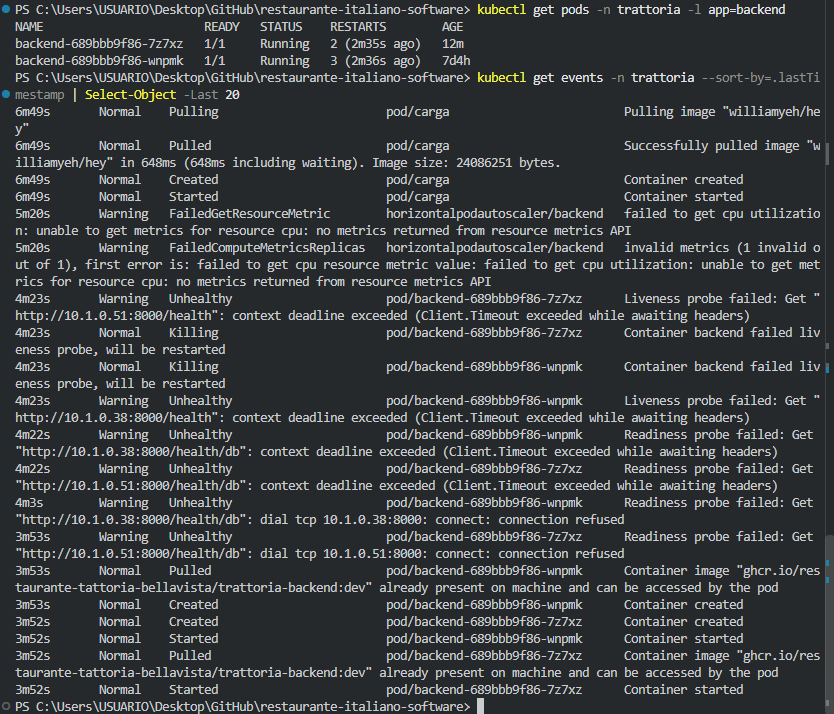 PS C:\Users\USUARIO\Desktop\GitHub\restaurante-italiano-software> kubectl get pods -n trattoria -l app=backend
NAME                       READY   STATUS    RESTARTS        AGE
backend-689bbb9f86-7z7xz   1/1     Running   2 (2m35s ago)   12m
backend-689bbb9f86-wnpmk   1/1     Running   3 (2m36s ago)   7d4h
PS C:\Users\USUARIO\Desktop\GitHub\restaurante-italiano-software> kubectl get events -n trattoria --sort-by=.lastTi
mestamp | Select-Object -Last 20
6m49s       Normal    Pulling                        pod/carga                         Pulling image "williamyeh/he
y"
6m49s       Normal    Pulled                         pod/carga                         Successfully pulled image "w
illiamyeh/hey" in 648ms (648ms including waiting). Image size: 24086251 bytes.
6m49s       Normal    Created                        pod/carga                         Container created
6m49s       Normal    Started                        pod/carga                         Container started
5m20s       Warning   FailedGetResourceMetric        horizontalpodautoscaler/backend   failed to get cpu utilizatio
n: unable to get metrics for resource cpu: no metrics returned from resource metrics API
5m20s       Warning   FailedComputeMetricsReplicas   horizontalpodautoscaler/backend   invalid metrics (1 invalid o
ut of 1), first error is: failed to get cpu resource metric value: failed to get cpu utilization: unable to get met
rics for resource cpu: no metrics returned from resource metrics API
4m23s       Warning   Unhealthy                      pod/backend-689bbb9f86-7z7xz      Liveness probe failed: Get "
http://10.1.0.51:8000/health": context deadline exceeded (Client.Timeout exceeded while awaiting headers)
4m23s       Normal    Killing                        pod/backend-689bbb9f86-7z7xz      Container backend failed liv
eness probe, will be restarted
4m23s       Normal    Killing                        pod/backend-689bbb9f86-wnpmk      Container backend failed liv
eness probe, will be restarted
4m23s       Warning   Unhealthy                      pod/backend-689bbb9f86-wnpmk      Liveness probe failed: Get "
http://10.1.0.38:8000/health": context deadline exceeded (Client.Timeout exceeded while awaiting headers)
4m22s       Warning   Unhealthy                      pod/backend-689bbb9f86-wnpmk      Readiness probe failed: Get
"http://10.1.0.38:8000/health/db": context deadline exceeded (Client.Timeout exceeded while awaiting headers)
4m22s       Warning   Unhealthy                      pod/backend-689bbb9f86-7z7xz      Readiness probe failed: Get
"http://10.1.0.51:8000/health/db": context deadline exceeded (Client.Timeout exceeded while awaiting headers)
4m3s        Warning   Unhealthy                      pod/backend-689bbb9f86-wnpmk      Readiness probe failed: Get
"http://10.1.0.38:8000/health/db": dial tcp 10.1.0.38:8000: connect: connection refused
3m53s       Warning   Unhealthy                      pod/backend-689bbb9f86-7z7xz      Readiness probe failed: Get
"http://10.1.0.51:8000/health/db": dial tcp 10.1.0.51:8000: connect: connection refused
3m53s       Normal    Pulled                         pod/backend-689bbb9f86-wnpmk      Container image "ghcr.io/res
taurante-tattoria-bellavista/trattoria-backend:dev" already present on machine and can be accessed by the pod
3m53s       Normal    Created                        pod/backend-689bbb9f86-wnpmk      Container created
3m52s       Normal    Created                        pod/backend-689bbb9f86-7z7xz      Container created
3m52s       Normal    Started                        pod/backend-689bbb9f86-wnpmk      Container started
3m52s       Normal    Pulled                         pod/backend-689bbb9f86-7z7xz      Container image "ghcr.io/res
taurante-tattoria-bellavista/trattoria-backend:dev" already present on machine and can be accessed by the pod
3m52s       Normal    Started                        pod/backend-689bbb9f86-7z7xz      Container started
PS C:\Users\USUARIO\Desktop\GitHub\restaurante-italiano-software>